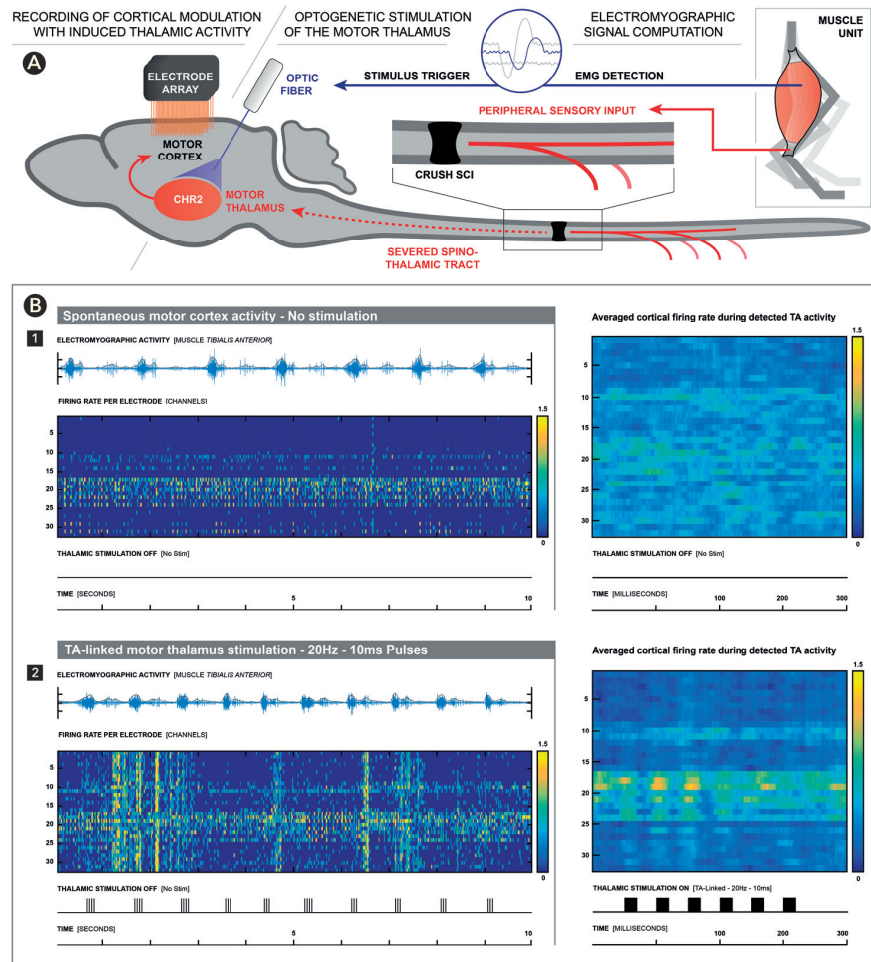 RECORDING OF CORTICAL MODULATION
WITH INDUCED THALAMIC ACTIVITY
OPTOGENETIC STIMULATION
OF THE MOTOR THALAMUS
ELECTROMYOGRAPHIC
SIGNAL COMPUTATION
MUSCLE
UNIT
A
ELECTRODE
ARRAY
OPTIC
FIBER
STIMULUS TRIGGER
EMG DETECTION
PERIPHERAL SENSORY INPUT
MOTOR
CORTEX
CRUSH SCI
CHR2
MOTOR
THALAMUS
SEVERED SPINO-
THALAMIC TRACT
B
Spontaneous motor cortex activity - No stimulation
1
ELECTROMYOGRAPHIC ACTIVITY [MUSCLE TIBIALIS ANTERIOR]
FIRING RATE PER ELECTRODE [CHANNELS]
1.5
5
10
15
20
25
30
0
THALAMIC STIMULATION OFF [No Stim]
TIME [SECONDS]
5
10
Averaged cortical firing rate during detected TA activity
1.5
5
10
15
20
25
30
0
THALAMIC STIMULATION OFF [No Stim]
TIME [MILLISECONDS]
100
200
300
TA-linked motor thalamus stimulation - 20Hz - 10ms Pulses
2
ELECTROMYOGRAPHIC ACTIVITY [MUSCLE TIBIALIS ANTERIOR]
FIRING RATE PER ELECTRODE [CHANNELS]
1.5
5
10
15
20
25
30
0
THALAMIC STIMULATION OFF [No Stim]
TIME [SECONDS]
5
10
Averaged cortical firing rate during detected TA activity
1.5
5
10
15
20
25
30
0
THALAMIC STIMULATION ON [TA-Linked - 20Hz - 10ms]
TIME [MILLISECONDS]
100
200
300